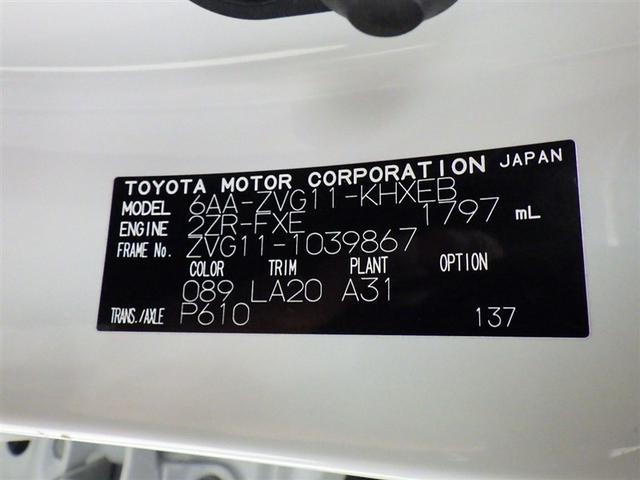 TOYOTA MOTOR CORPORATION JAPAN
MODEL 6AA-ZVG11-KHXEB
ENGINE 2ZR-FXE 1797 mL
FRAME No. ZVG11-1039867
COLOR TRIM PLANT OPTION
089 LA20 A31
TRANS./AXLE P610 137